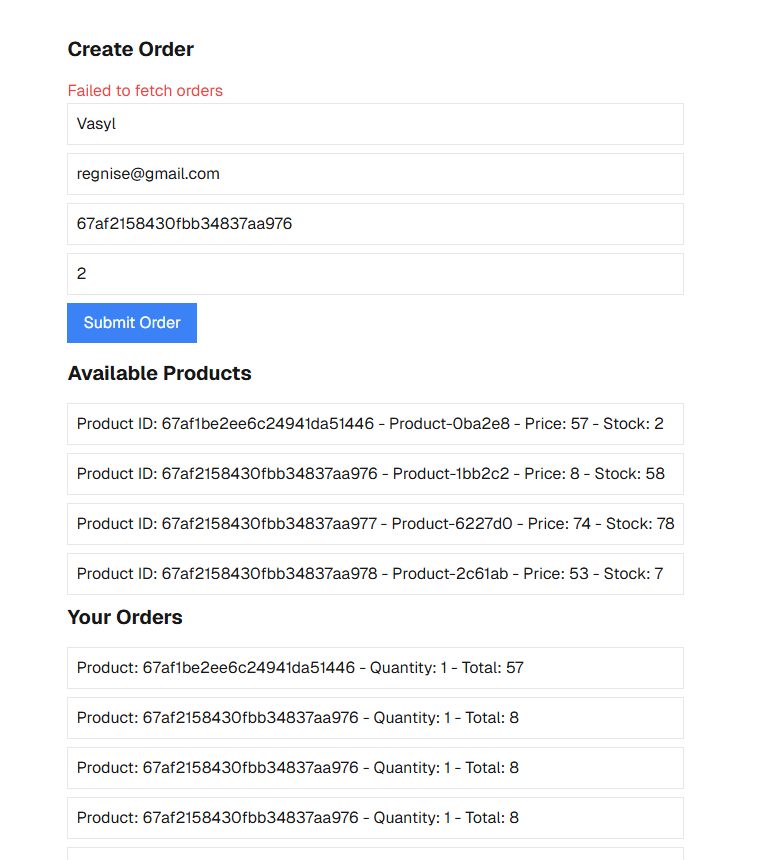 Create Order
Failed to fetch orders
Vasyl
regnise@gmail.com
67af2158430fbb34837aa976
2
Submit Order
Available Products
Product ID: 67af1be2ee6c24941da51446 - Product-0ba2e8 - Price: 57 - Stock: 2
Product ID: 67af2158430fbb34837aa976 - Product-1bb2c2 - Price: 8 - Stock: 58
Product ID: 67af2158430fbb34837aa977 - Product-6227d0 - Price: 74 - Stock: 78
Product ID: 67af2158430fbb34837aa978 - Product-2c61ab - Price: 53 - Stock: 7
Your Orders
Product: 67af1be2ee6c24941da51446 - Quantity: 1 - Total: 57
Product: 67af2158430fbb34837aa976 - Quantity: 1 - Total: 8
Product: 67af2158430fbb34837aa976 - Quantity: 1 - Total: 8
Product: 67af2158430fbb34837aa976 - Quantity: 1 - Total: 8